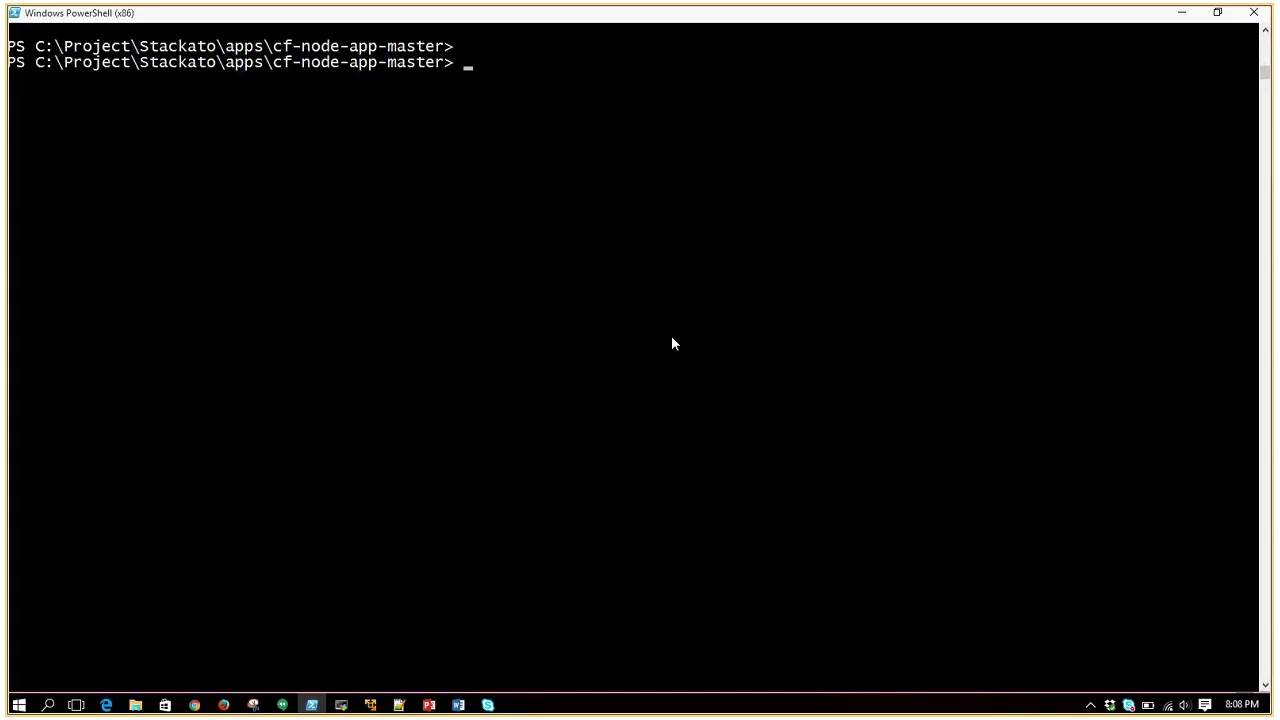 Windows PowerShell (x86)
PS C:\Project\Stackato\apps\cf-node-app-master>
PS C:\Project\Stackato\apps\cf-node-app-master>
8:08 PM